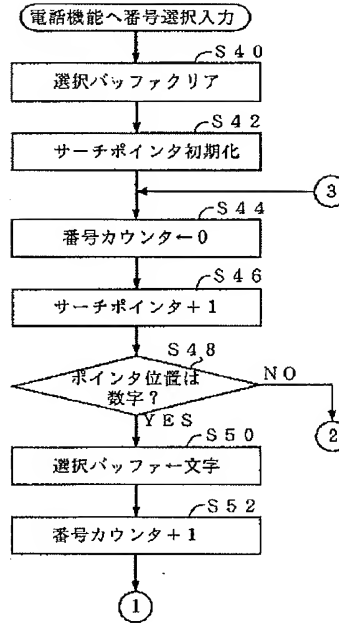 電話機能へ番号選択入力
S40
選択バッファクリア
S42
サーチポインタ初期化
3
S44
番号カウンタ←0
S46
サーチポインタ+1
S48
ポインタ位置は
数字?
NO
YES
2
S50
選択バッファ←文字
S52
番号カウンタ+1
1